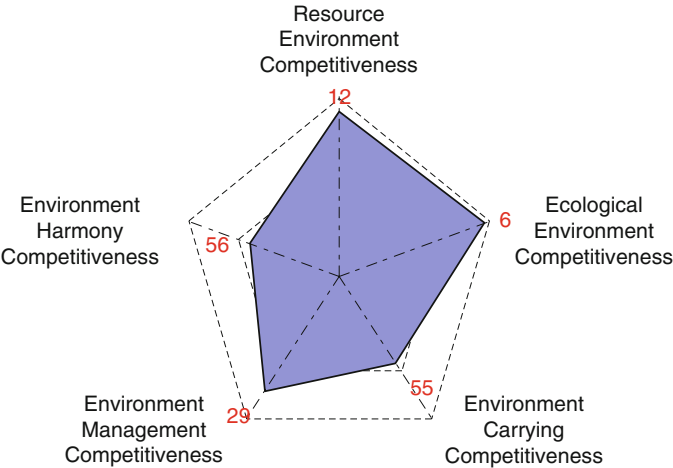 Resource
Environment
Competitiveness
12
Ecological
Environment
Competitiveness
6
Environment
Harmony
Competitiveness
56
Environment
Management
Competitiveness
29
Environment
Carrying
Competitiveness
55